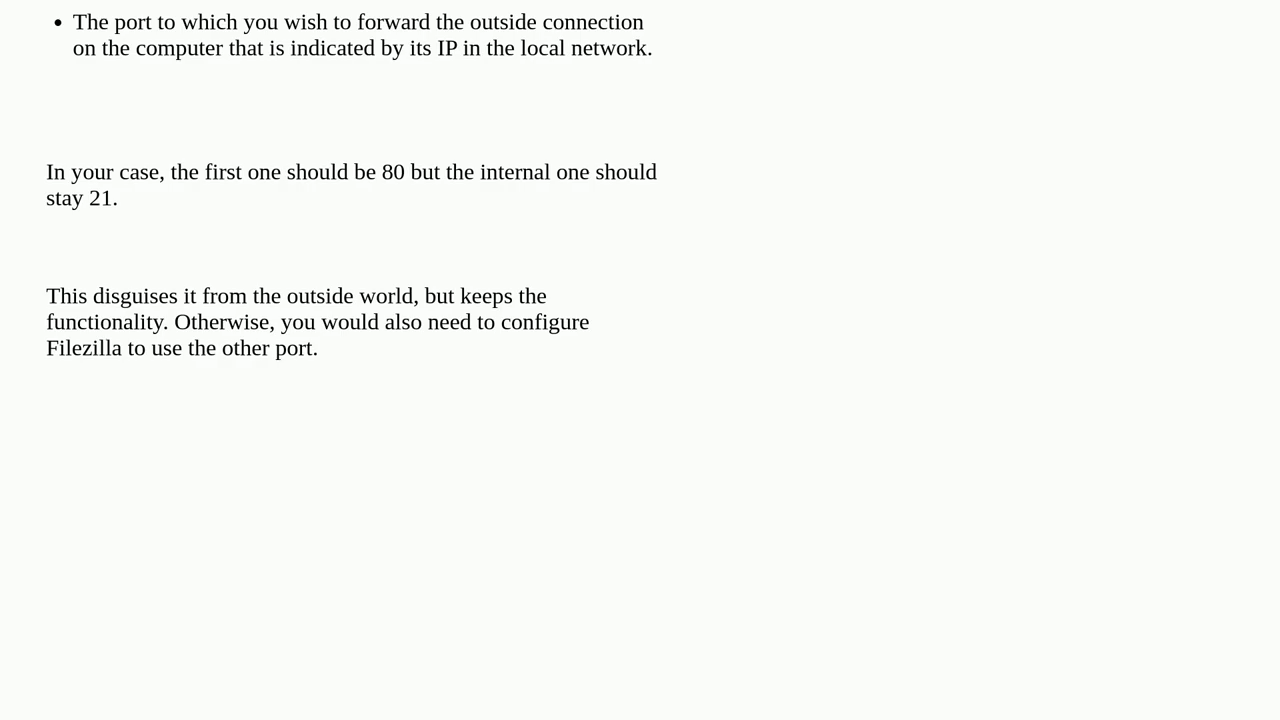 • The port to which you wish to forward the outside connection
on the computer that is indicated by its IP in the local network.
In your case, the first one should be 80 but the internal one should
stay 21.
This disguises it from the outside world, but keeps the
functionality. Otherwise, you would also need to configure
Filezilla to use the other port.